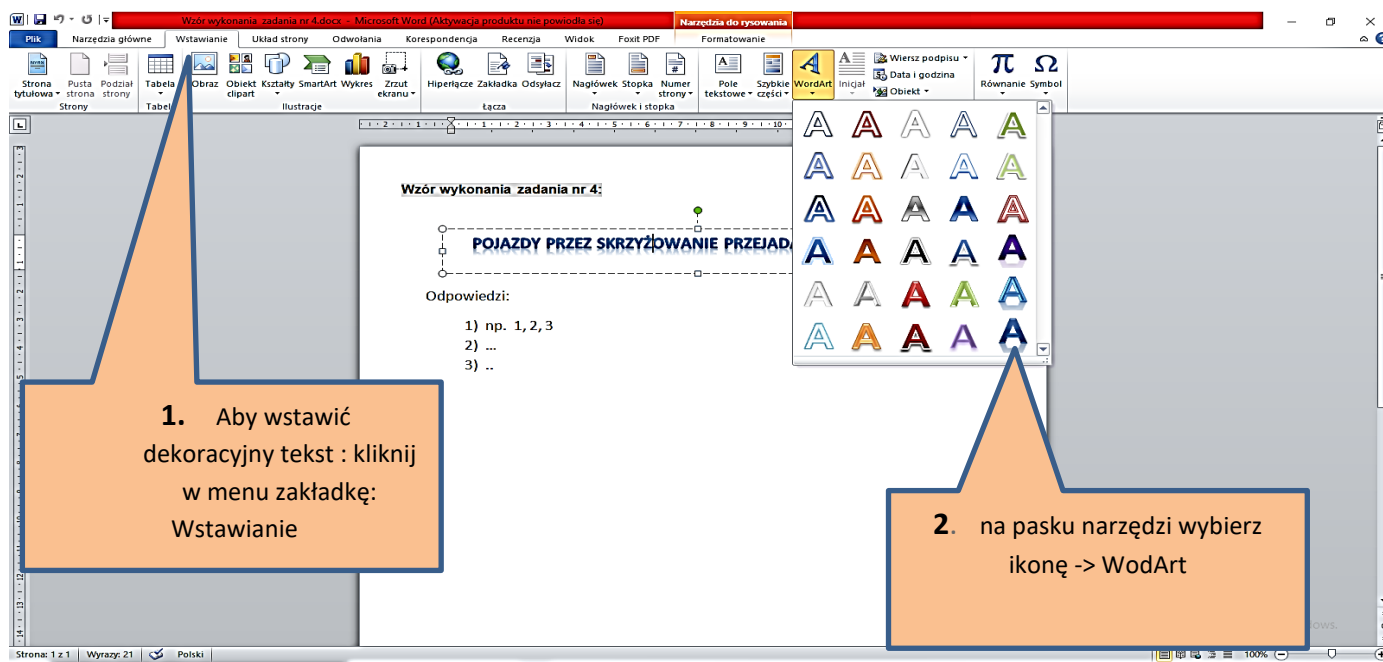 Wzór wykonania zadania nr 4.docx - Microsoft Word (Aktywacja produktu nie powiodła się)
Narzędzia do rysowania
Plik Narzędzia główne Wstawianie Układ strony Odwołania Korespondencja Recenzja Widok Foxit PDF Formatowanie
Strona tytułowa
Pusta strona
Podział strony
Tabela
Obraz
Obiekt clipart
Kształty
SmartArt
Wykres
Zrzut ekranu
Hiperłącze
Zakładka
Odsyłacz
Nagłówek
Stopka
Numer strony
Pole tekstowe
Szybkie części
WordArt
Inicjał
Wiersz podpisu
Data i godzina
Obiekt
Równanie
Symbol
Strony
Ilustracje
Łącza
Nagłówek i stopka
Wzór wykonania zadania nr 4:
POJAZDY PRZEZ SKRZYŻOWANIE PRZEJADĄ
Odpowiedzi:
1) np. 1, 2, 3
2) ...
3) ..
1. Aby wstawić
dekoracyjny tekst : kliknij
w menu zakładkę:
Wstawianie
2. na pasku narzędzi wybierz
ikonę -> WodArt
Strona: 1 z 1 Wyrazy: 21 Polski
100%